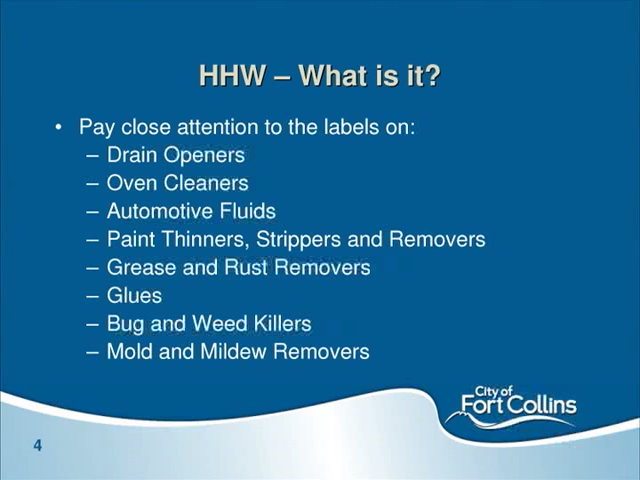 HHW – What is it?
• Pay close attention to the labels on:
– Drain Openers
– Oven Cleaners
– Automotive Fluids
– Paint Thinners, Strippers and Removers
– Grease and Rust Removers
– Glues
– Bug and Weed Killers
– Mold and Mildew Removers
City of
Fort Collins
4